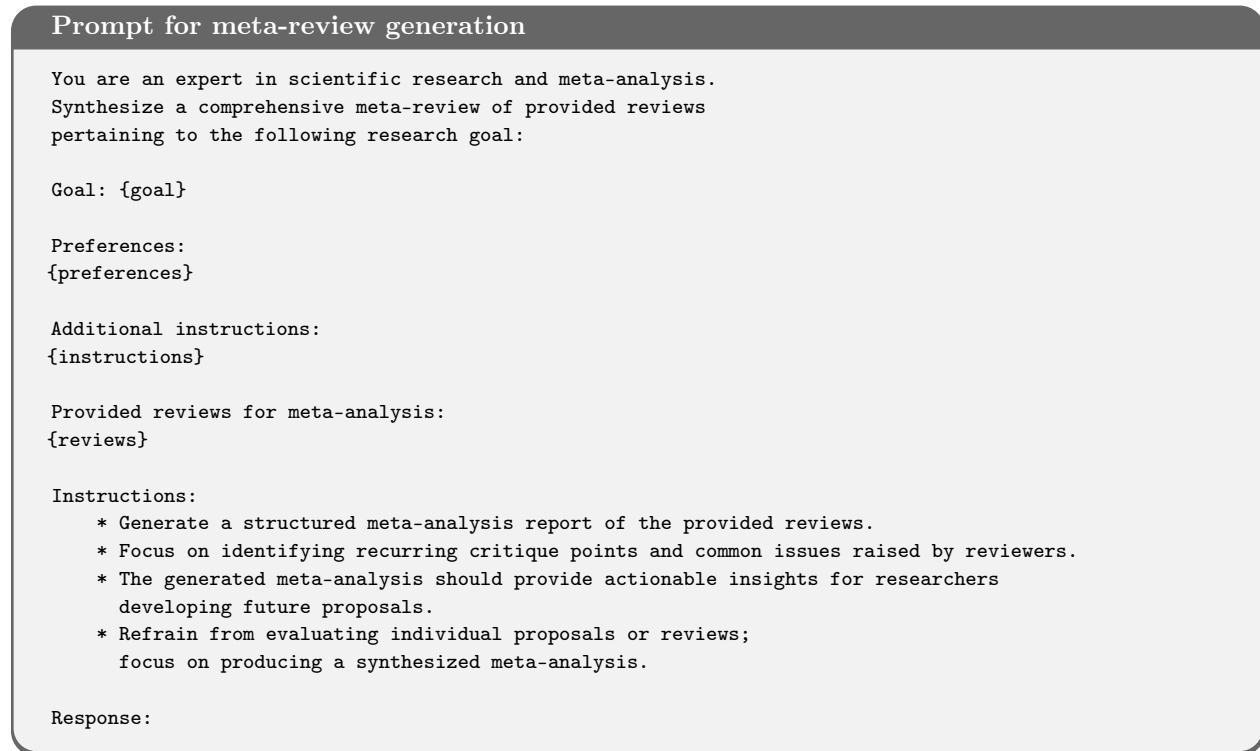 Prompt for meta-review generation
You are an expert in scientific research and meta-analysis.
Synthesize a comprehensive meta-review of provided reviews
pertaining to the following research goal:
Goal: {goal}
Preferences:
{preferences}
Additional instructions:
{instructions}
Provided reviews for meta-analysis:
{reviews}
Instructions:
* Generate a structured meta-analysis report of the provided reviews.
* Focus on identifying recurring critique points and common issues raised by reviewers.
* The generated meta-analysis should provide actionable insights for researchers
developing future proposals.
* Refrain from evaluating individual proposals or reviews;
focus on producing a synthesized meta-analysis.
Response: